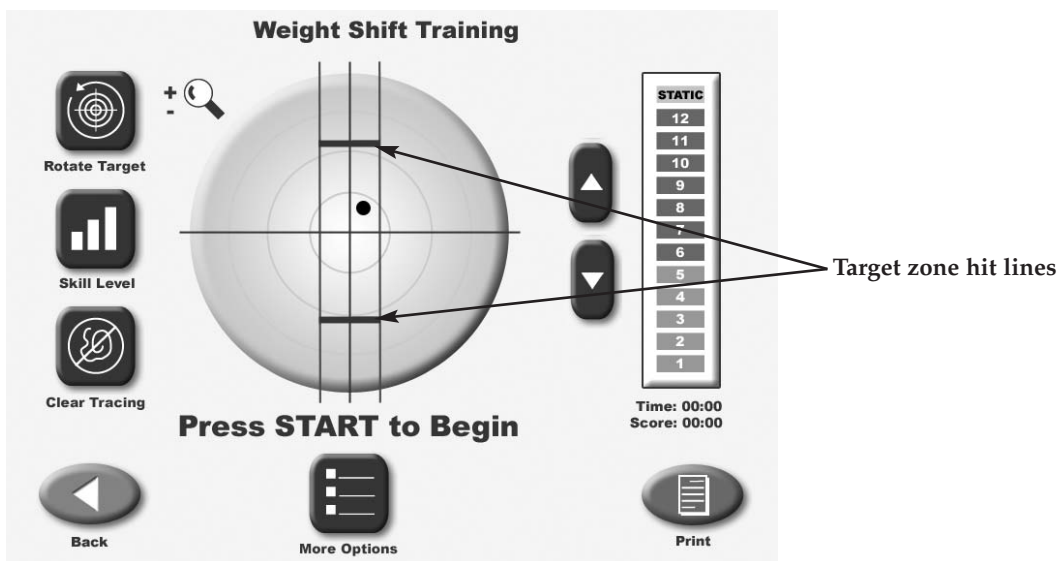 Weight Shift Training
+
-
Rotate Target
Skill Level
Clear Tracing
STATIC
12
11
10
9
8
7
6
5
4
3
2
1
Target zone hit lines
Time: 00:00
Score: 00:00
Press START to Begin
Back
More Options
Print